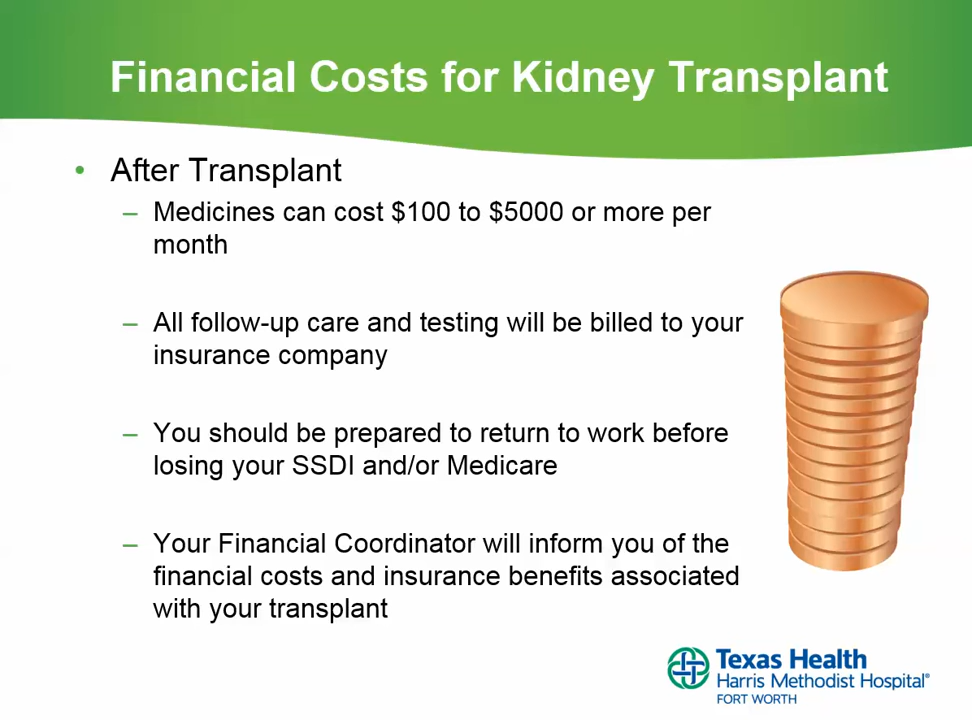 Financial Costs for Kidney Transplant
• After Transplant
– Medicines can cost $100 to $5000 or more per
month
– All follow-up care and testing will be billed to your
insurance company
– You should be prepared to return to work before
losing your SSDI and/or Medicare
– Your Financial Coordinator will inform you of the
financial costs and insurance benefits associated
with your transplant
Texas Health
Harris Methodist Hospital®
FORT WORTH